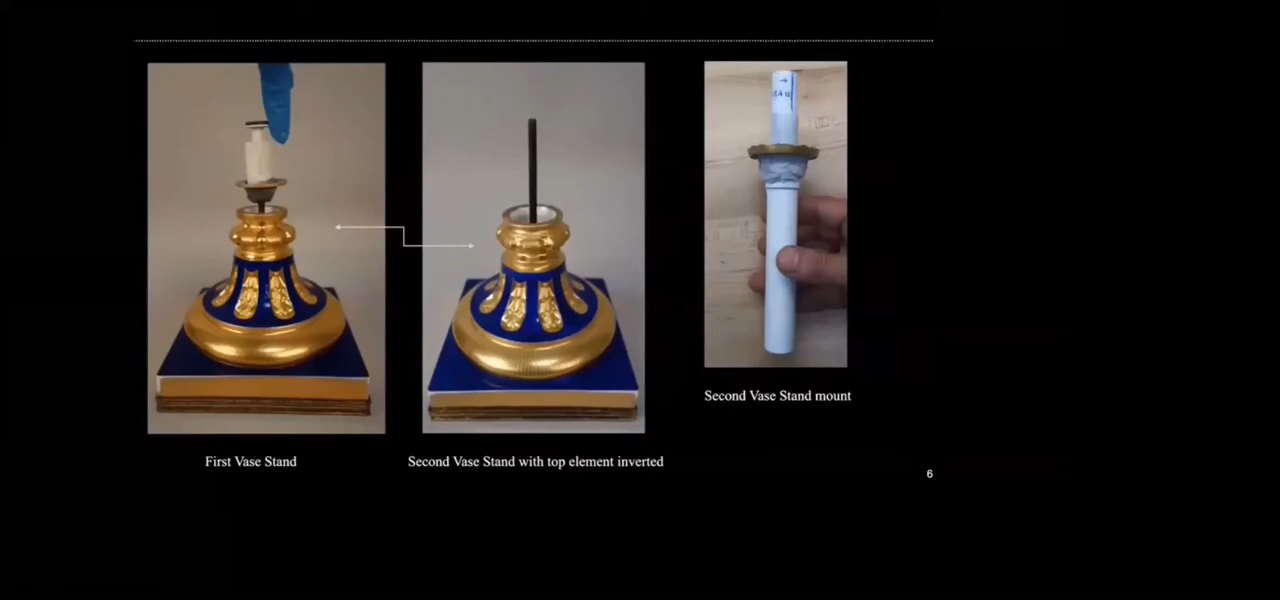 First Vase Stand
Second Vase Stand with top element inverted
Second Vase Stand mount
6